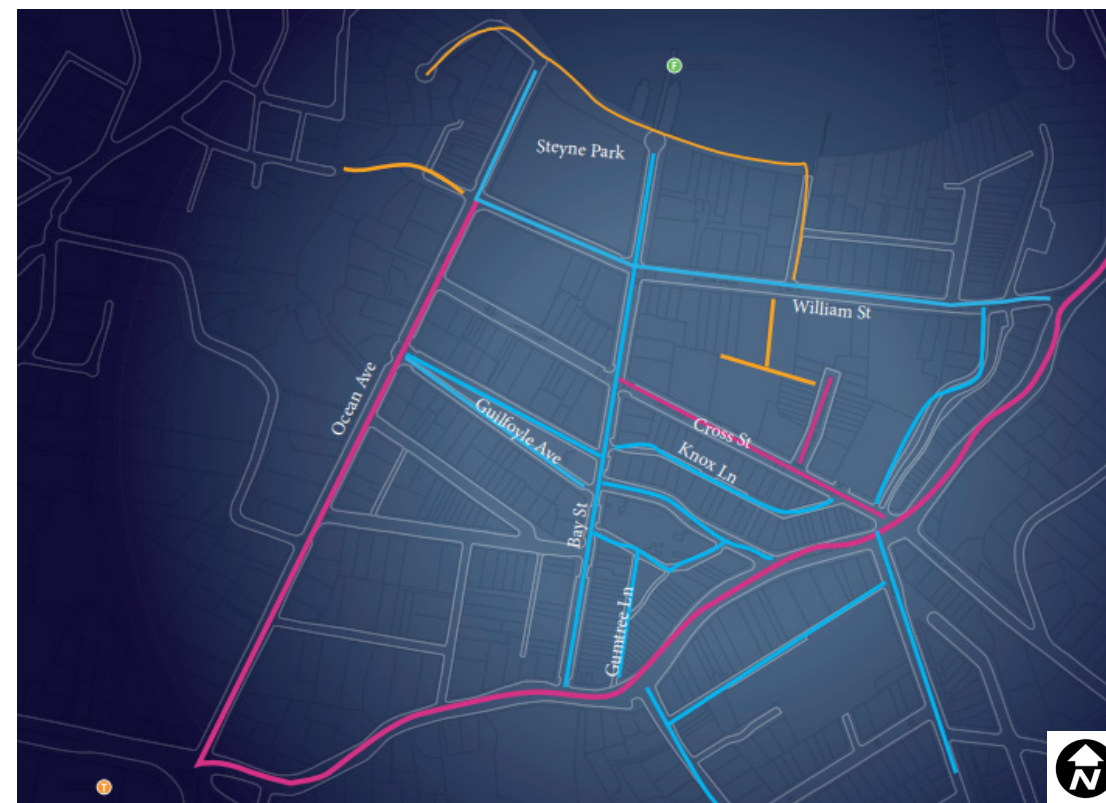 F
Steyne Park
William St
Ocean Ave
Guilfoyle Ave
Cross St
Knox Ln
Bay St
Gumtree Ln
T
N